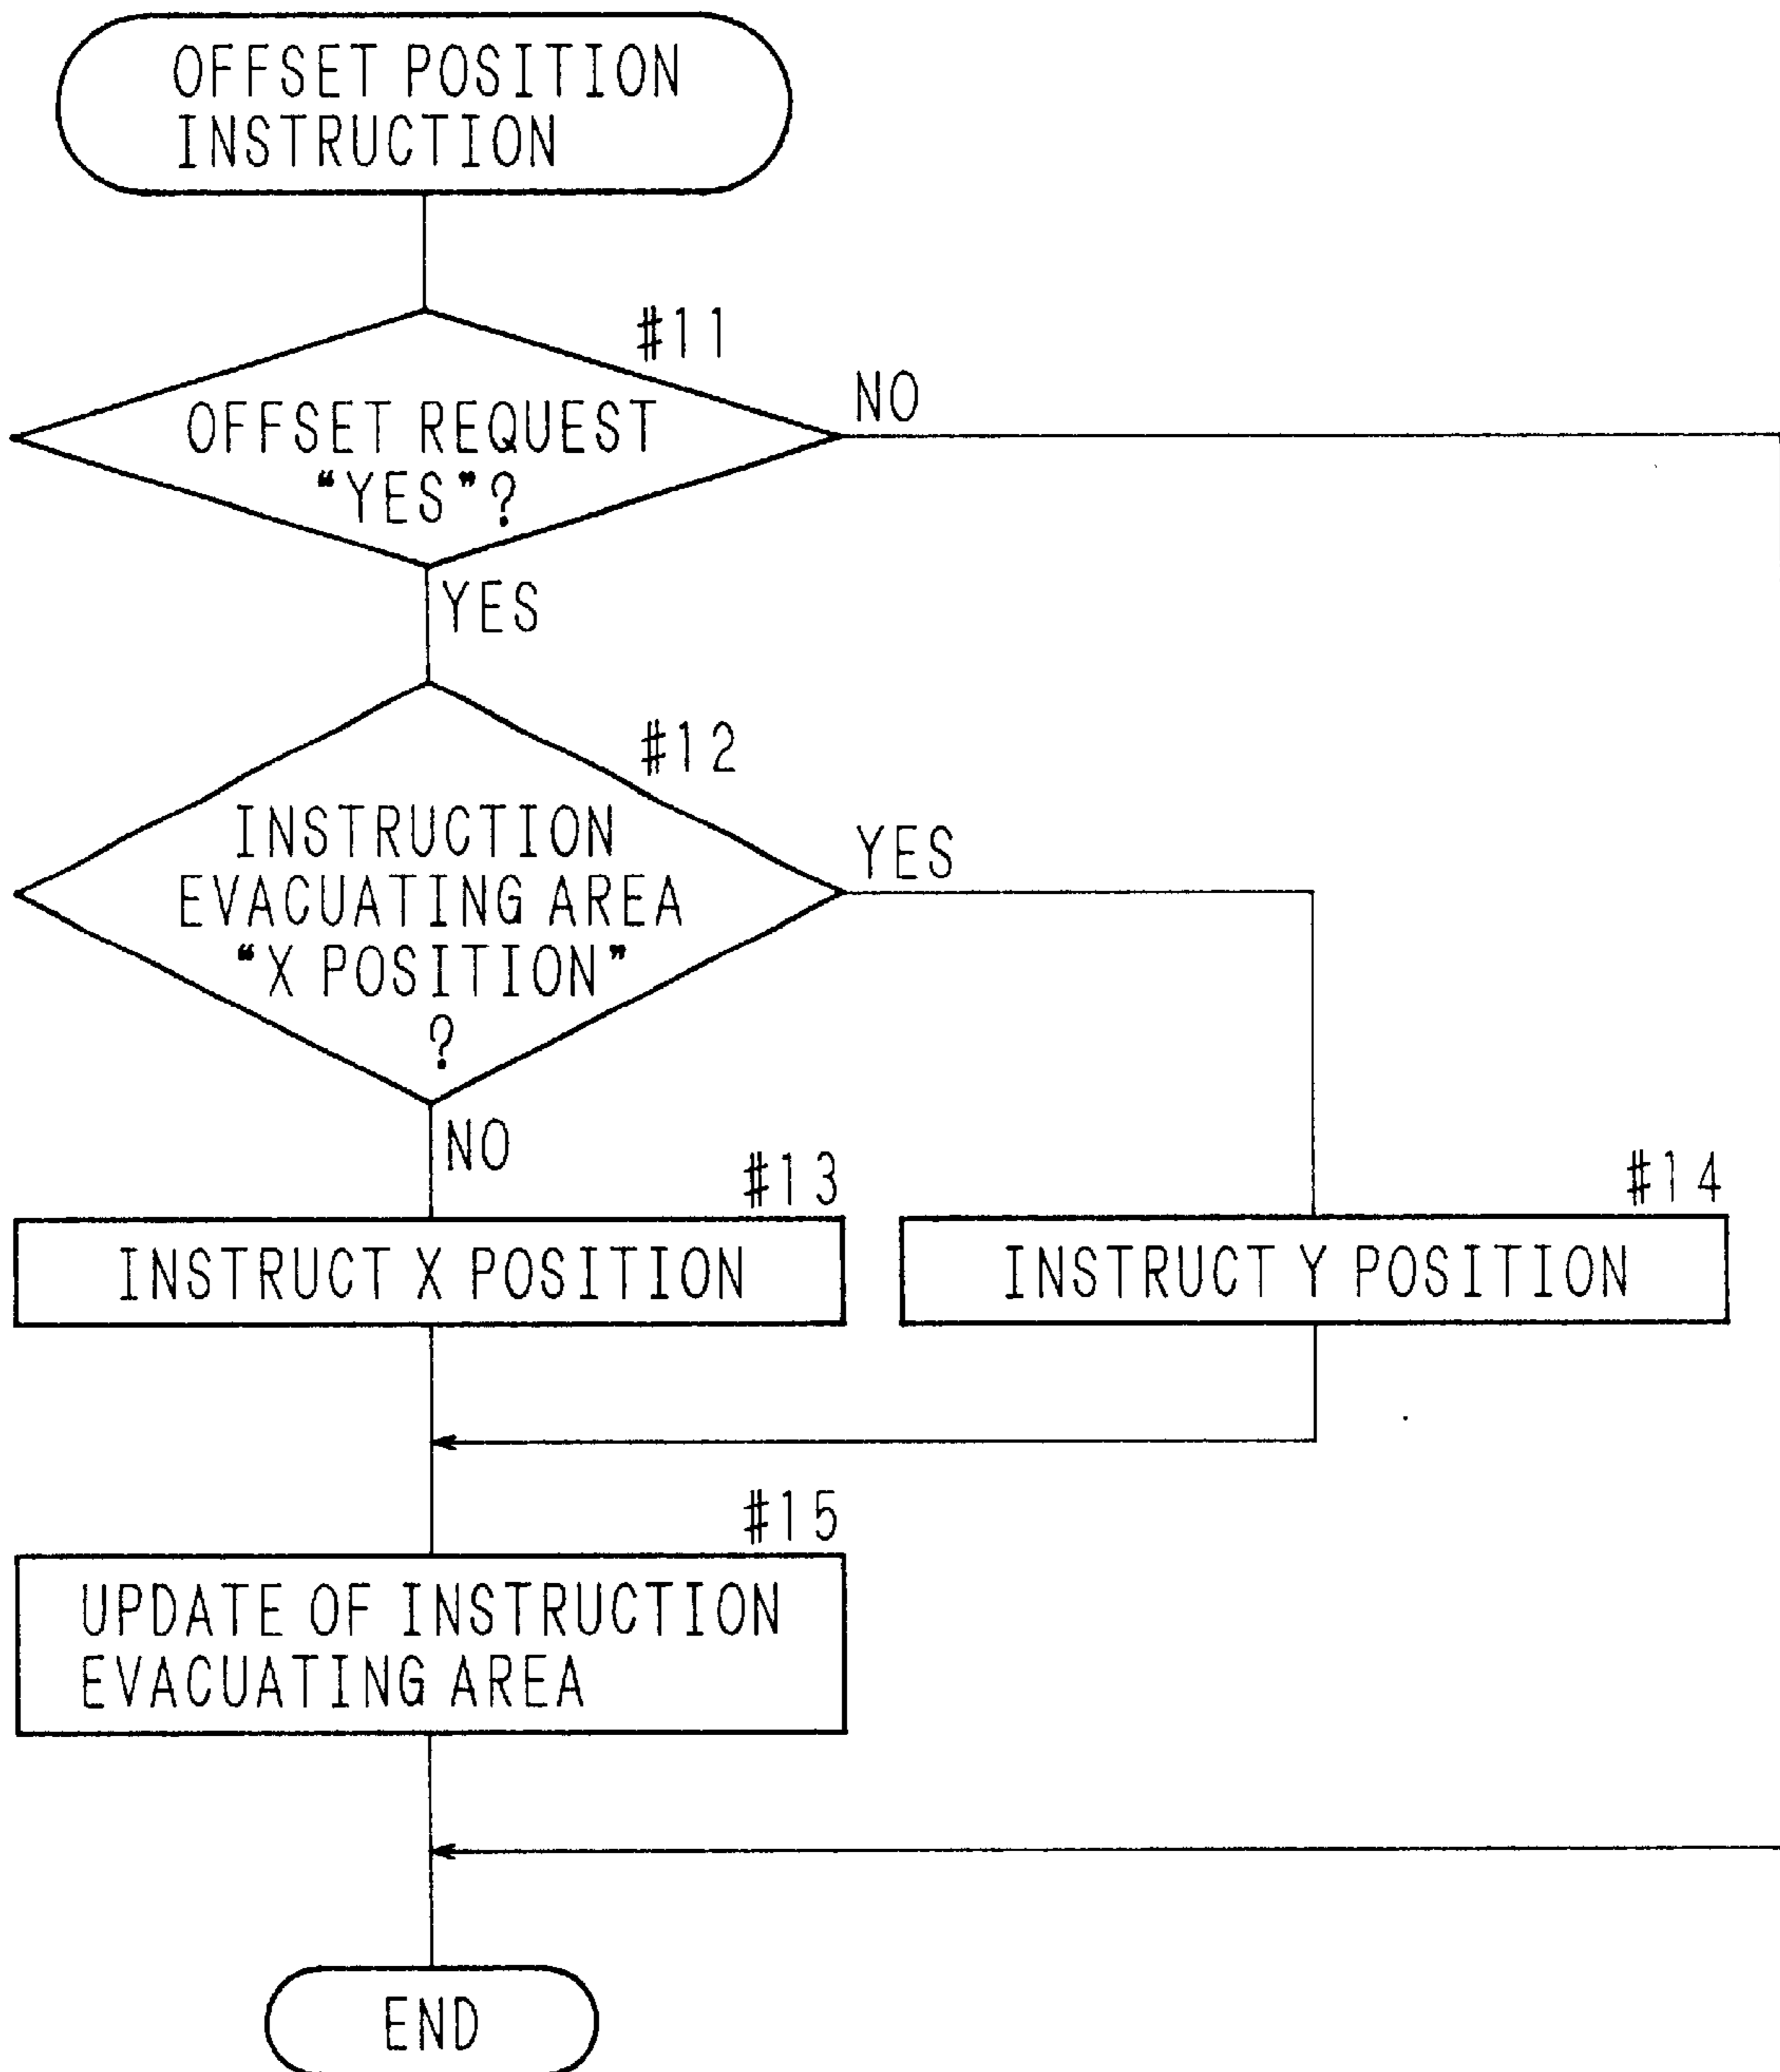 OFFSET POSITION
INSTRUCTION
#11
NO
OFFSET REQUEST
“YES”?
YES
#12
INSTRUCTION
YES
EVACUATING AREA
“X POSITION”
?
NO
#13
#14
INSTRUCT X POSITION
INSTRUCT Y POSITION
#15
UPDATE OF INSTRUCTION
EVACUATING AREA
END